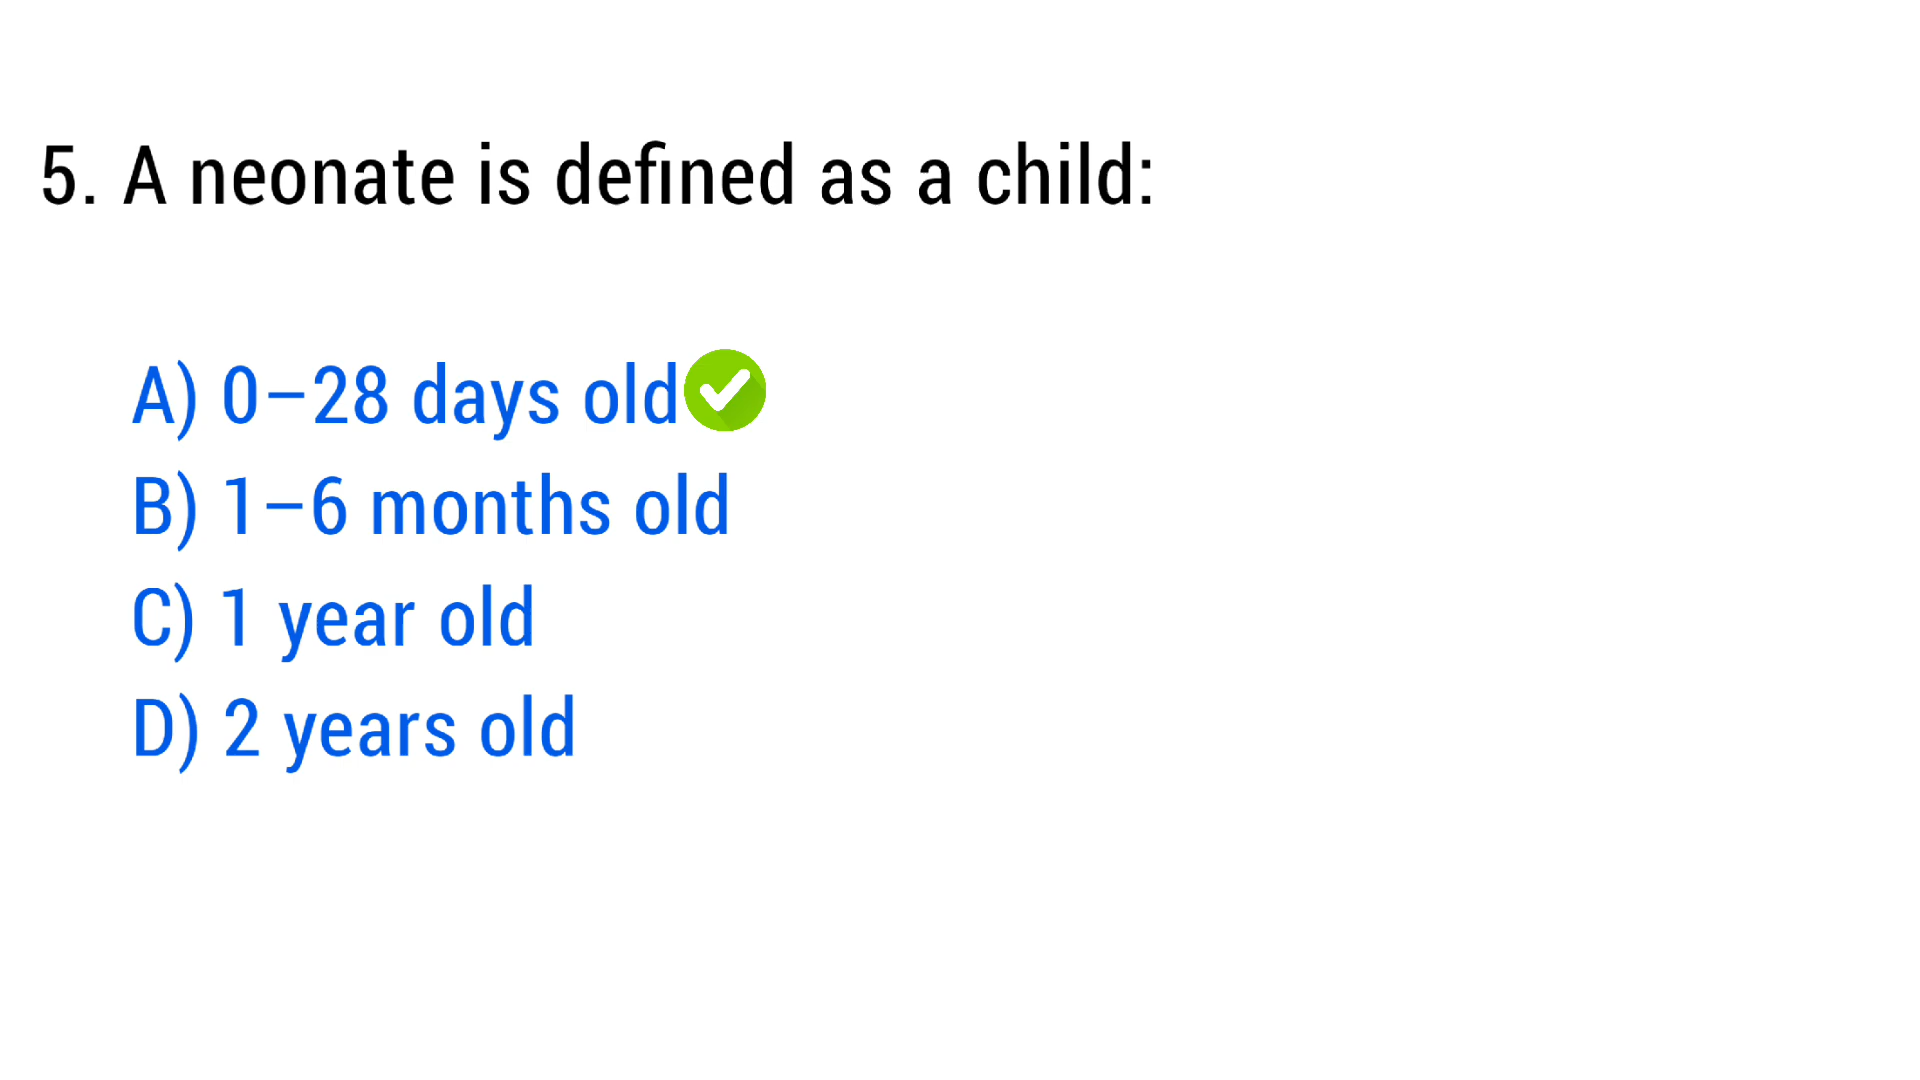 5. A neonate is defined as a child:
A) 0–28 days old
B) 1–6 months old
C) 1 year old
D) 2 years old